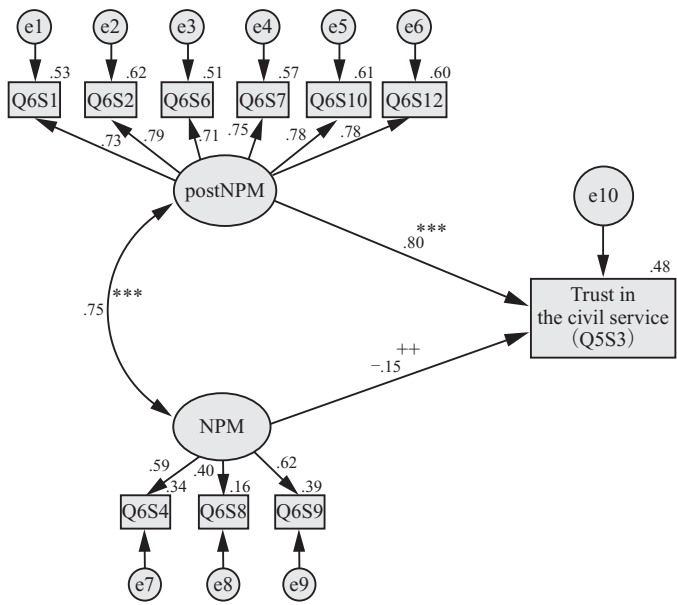 e1 e2 e3 e4 e5 e6
.53 .62 .51 .57 .61 .60
Q6S1 Q6S2 Q6S6 Q6S7 Q6S10 Q6S12
.73 .79 .71 .75 .78 .78
postNPM
e10
***
.80
.48
Trust in
the civil service
(Q5S3)
.75 ***
++
−.15
NPM
.59 .40 .62
.34 .16 .39
Q6S4 Q6S8 Q6S9
e7 e8 e9